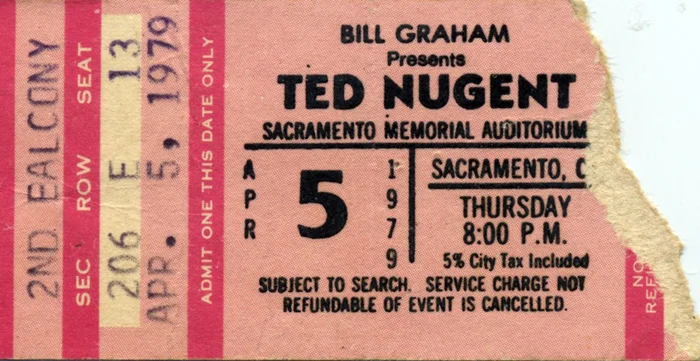 2ND BALCONY
SEC ROW SEAT
206 E 13
APR. 5, 1979
ADMIT ONE THIS DATE ONLY
BILL GRAHAM
Presents
TED NUGENT
SACRAMENTO MEMORIAL AUDITORIUM
APR
5
1979
SACRAMENTO, C
THURSDAY
8:00 P.M.
5% City Tax Included
SUBJECT TO SEARCH. SERVICE CHARGE NOT
REFUNDABLE OF EVENT IS CANCELLED.
NO
REF